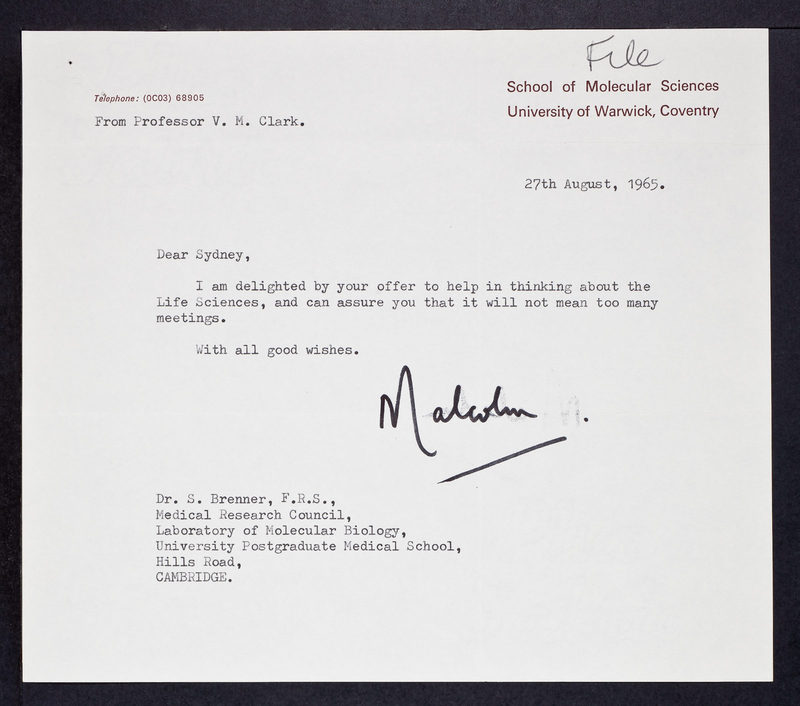 File
School of Molecular Sciences
University of Warwick, Coventry
Telephone: (0C03) 68905
From Professor V. M. Clark.
27th August, 1965.
Dear Sydney,
I am delighted by your offer to help in thinking about the
Life Sciences, and can assure you that it will not mean too many
meetings.
With all good wishes.
Malcolm.
Dr. S. Brenner, F.R.S.,
Medical Research Council,
Laboratory of Molecular Biology,
University Postgraduate Medical School,
Hills Road,
CAMBRIDGE.